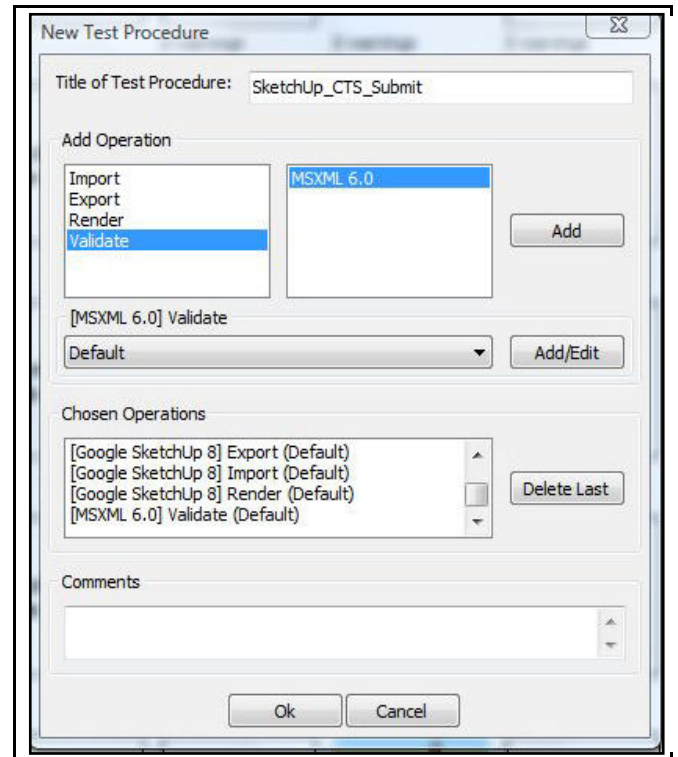 New Test Procedure
Title of Test Procedure: SketchUp_CTS_Submit
Add Operation
Import
Export
Render
Validate
MSXML 6.0
Add
[MSXML 6.0] Validate
Default
Add/Edit
Chosen Operations
[Google SketchUp 8] Export (Default)
[Google SketchUp 8] Import (Default)
[Google SketchUp 8] Render (Default)
[MSXML 6.0] Validate (Default)
Delete Last
Comments
Ok Cancel